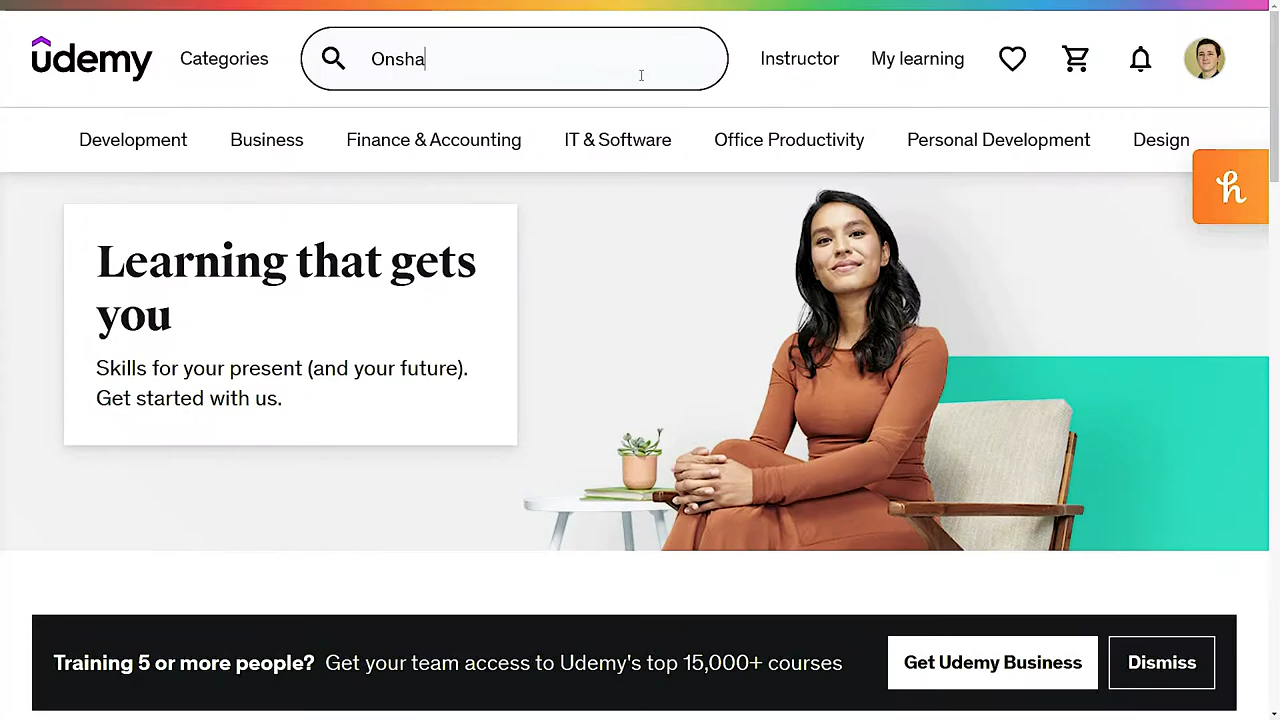 udemy
Categories
Onsha
Instructor
My learning
Development
Business
Finance & Accounting
IT & Software
Office Productivity
Personal Development
Design
h
Learning that gets
you
Skills for your present (and your future).
Get started with us.
Training 5 or more people? Get your team access to Udemy's top 15,000+ courses
Get Udemy Business
Dismiss